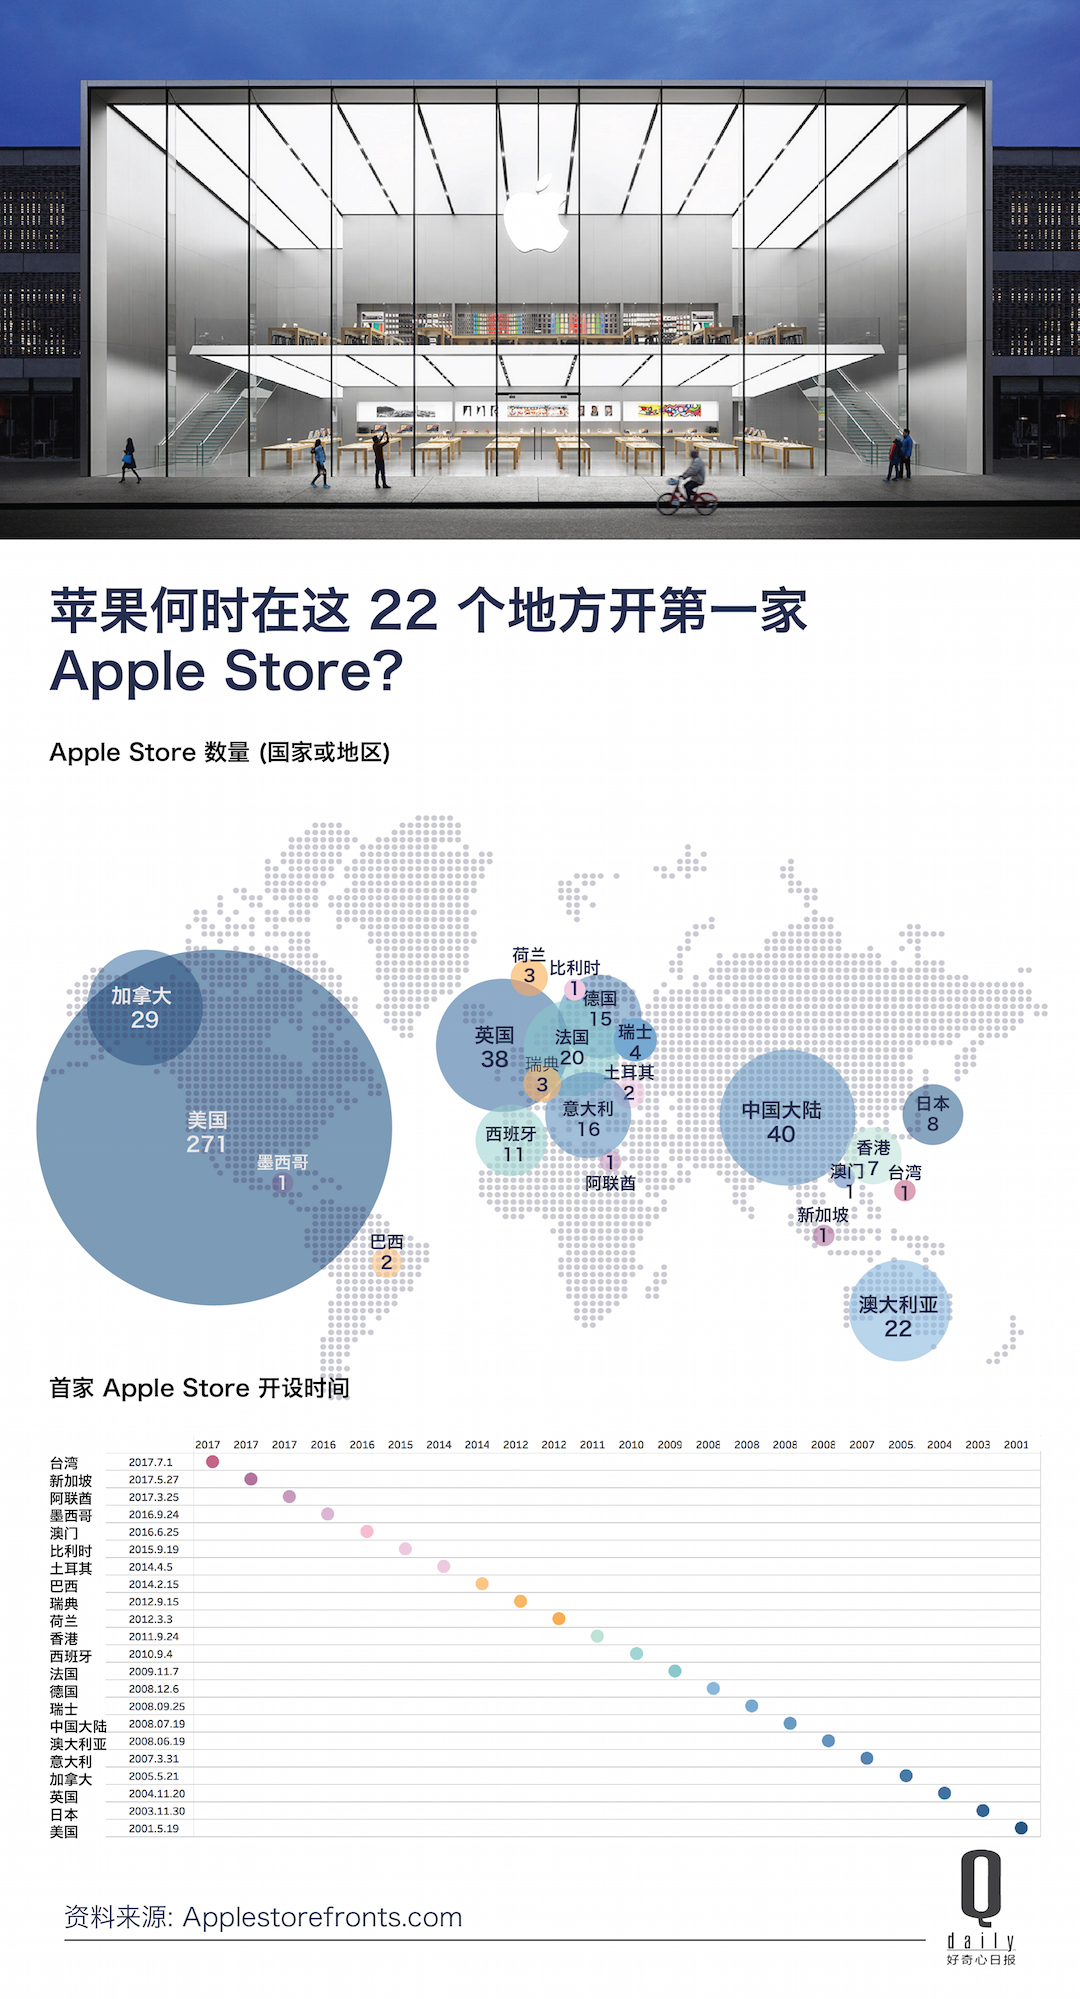 苹果何时在这 22 个地方开第一家
Apple Store?
Apple Store 数量 (国家或地区)
荷兰
3
比利时
1
加拿大
29
德国
15
英国
38
法国
20
瑞士
4
瑞典
3
土耳其
2
美国
271
意大利
16
中国大陆
40
日本
8
西班牙
11
香港
7
墨西哥
1
阿联酋
1
澳门
1
台湾
1
新加坡
1
巴西
2
澳大利亚
22
首家 Apple Store 开设时间
2017 2017 2017 2016 2016 2015 2014 2014 2012 2012 2011 2010 2009 2008 2008 2008 2008 2007 2005 2004 2003 2001
台湾 2017.7.1
新加坡 2017.5.27
阿联酋 2017.3.25
墨西哥 2016.9.24
澳门 2016.6.25
比利时 2015.9.19
土耳其 2014.4.5
巴西 2014.2.15
瑞典 2012.9.15
荷兰 2012.3.3
香港 2011.9.24
西班牙 2010.9.4
法国 2009.11.7
德国 2008.12.6
瑞士 2008.09.25
中国大陆 2008.07.19
澳大利亚 2008.06.19
意大利 2007.3.31
加拿大 2005.5.21
英国 2004.11.20
日本 2003.11.30
美国 2001.5.19
资料来源: Applestorefronts.com
Q
daily
好奇心日报